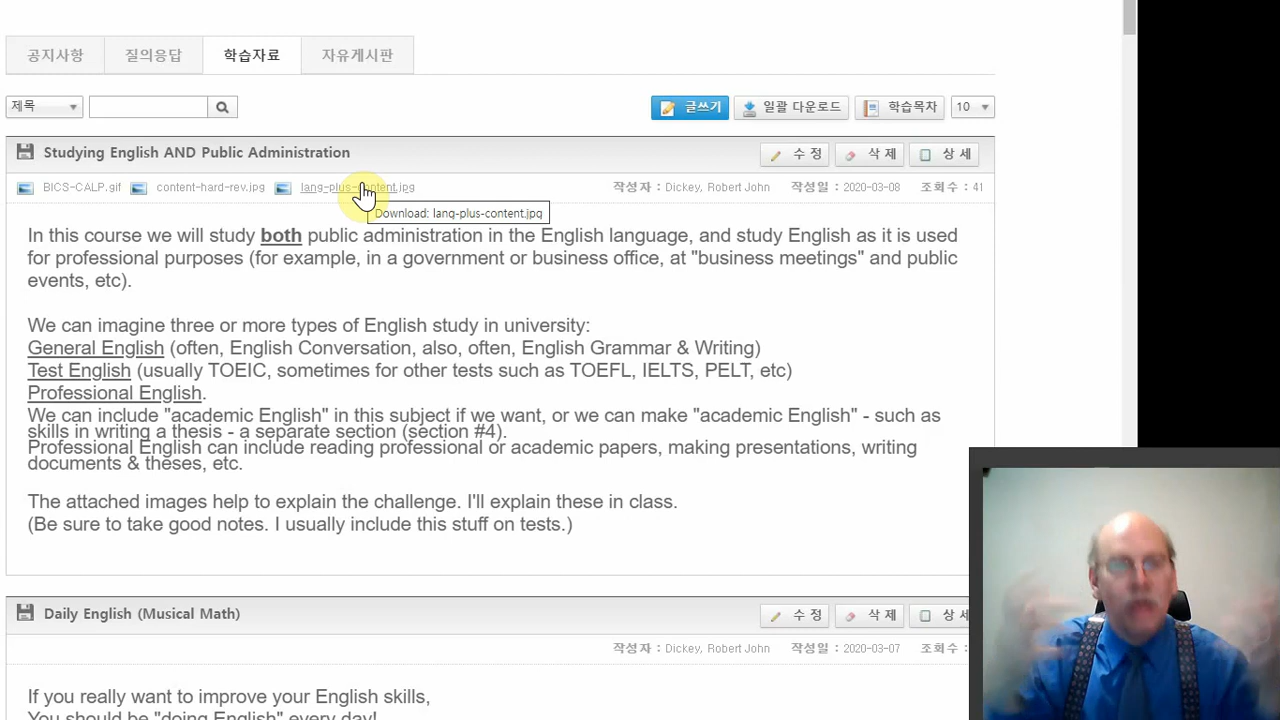 공지사항 질의응답 학습자료 자유게시판
제목 글쓰기 일괄 다운로드 학습목차 10
Studying English AND Public Administration 수 정 삭 제 상 세
BICS-CALP.gif content-hard-rev.jpg lang-plus-content.jpg 작성자 : Dickey, Robert John 작성일 : 2020-03-08 조회수 : 41
Download: lang-plus-content.jpg
In this course we will study both public administration in the English language, and study English as it is used
for professional purposes (for example, in a government or business office, at "business meetings" and public
events, etc).
We can imagine three or more types of English study in university:
General English (often, English Conversation, also, often, English Grammar & Writing)
Test English (usually TOEIC, sometimes for other tests such as TOEFL, IELTS, PELT, etc)
Professional English.
We can include "academic English" in this subject if we want, or we can make "academic English" - such as
skills in writing a thesis - a separate section (section #4).
Professional English can include reading professional or academic papers, making presentations, writing
documents & theses, etc.
The attached images help to explain the challenge. I'll explain these in class.
(Be sure to take good notes. I usually include this stuff on tests.)
Daily English (Musical Math) 수 정 삭 제 상 세
작성자 : Dickey, Robert John 작성일 : 2020-03-07 조회수 :
If you really want to improve your English skills,
You should be "doing English" every day!